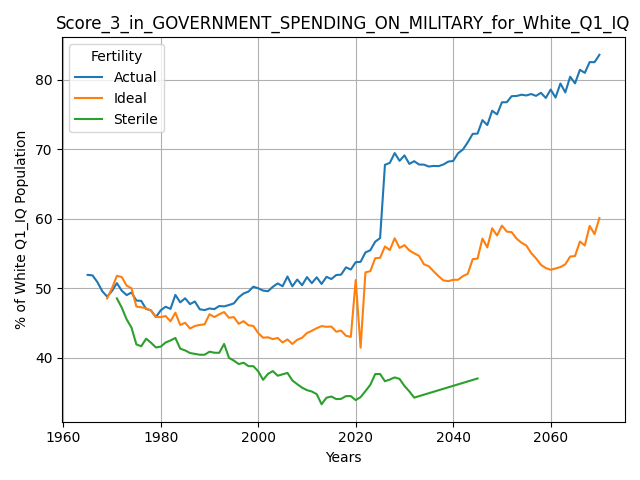 Score_3_in_GOVERNMENT_SPENDING_ON_MILITARY_for_White_Q1_IQ
Fertility
Actual
Ideal
Sterile
% of White Q1_IQ Population
80
70
60
50
40
1960
1980
2000
2020
2040
2060
Years